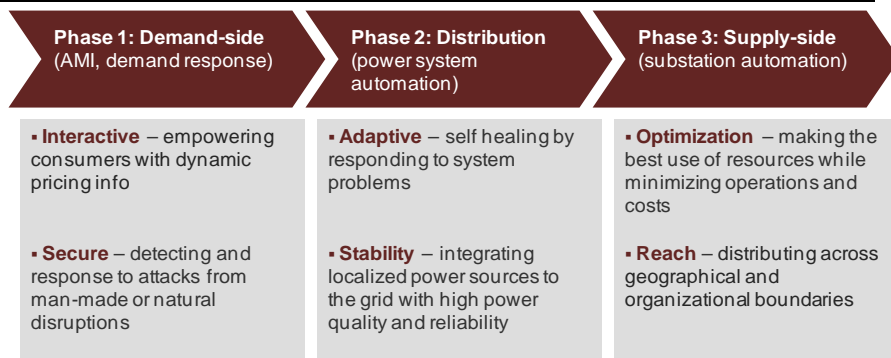 Phase 1: Demand-side
(AMI, demand response)
Phase 2: Distribution
(power system
automation)
Phase 3: Supply-side
(substation automation)
▪ Interactive – empowering
consumers with dynamic
pricing info
▪ Secure – detecting and
response to attacks from
man-made or natural
disruptions
▪ Adaptive – self healing by
responding to system
problems
▪ Stability – integrating
localized power sources to
the grid with high power
quality and reliability
▪ Optimization – making the
best use of resources while
minimizing operations and
costs
▪ Reach – distributing across
geographical and
organizational boundaries